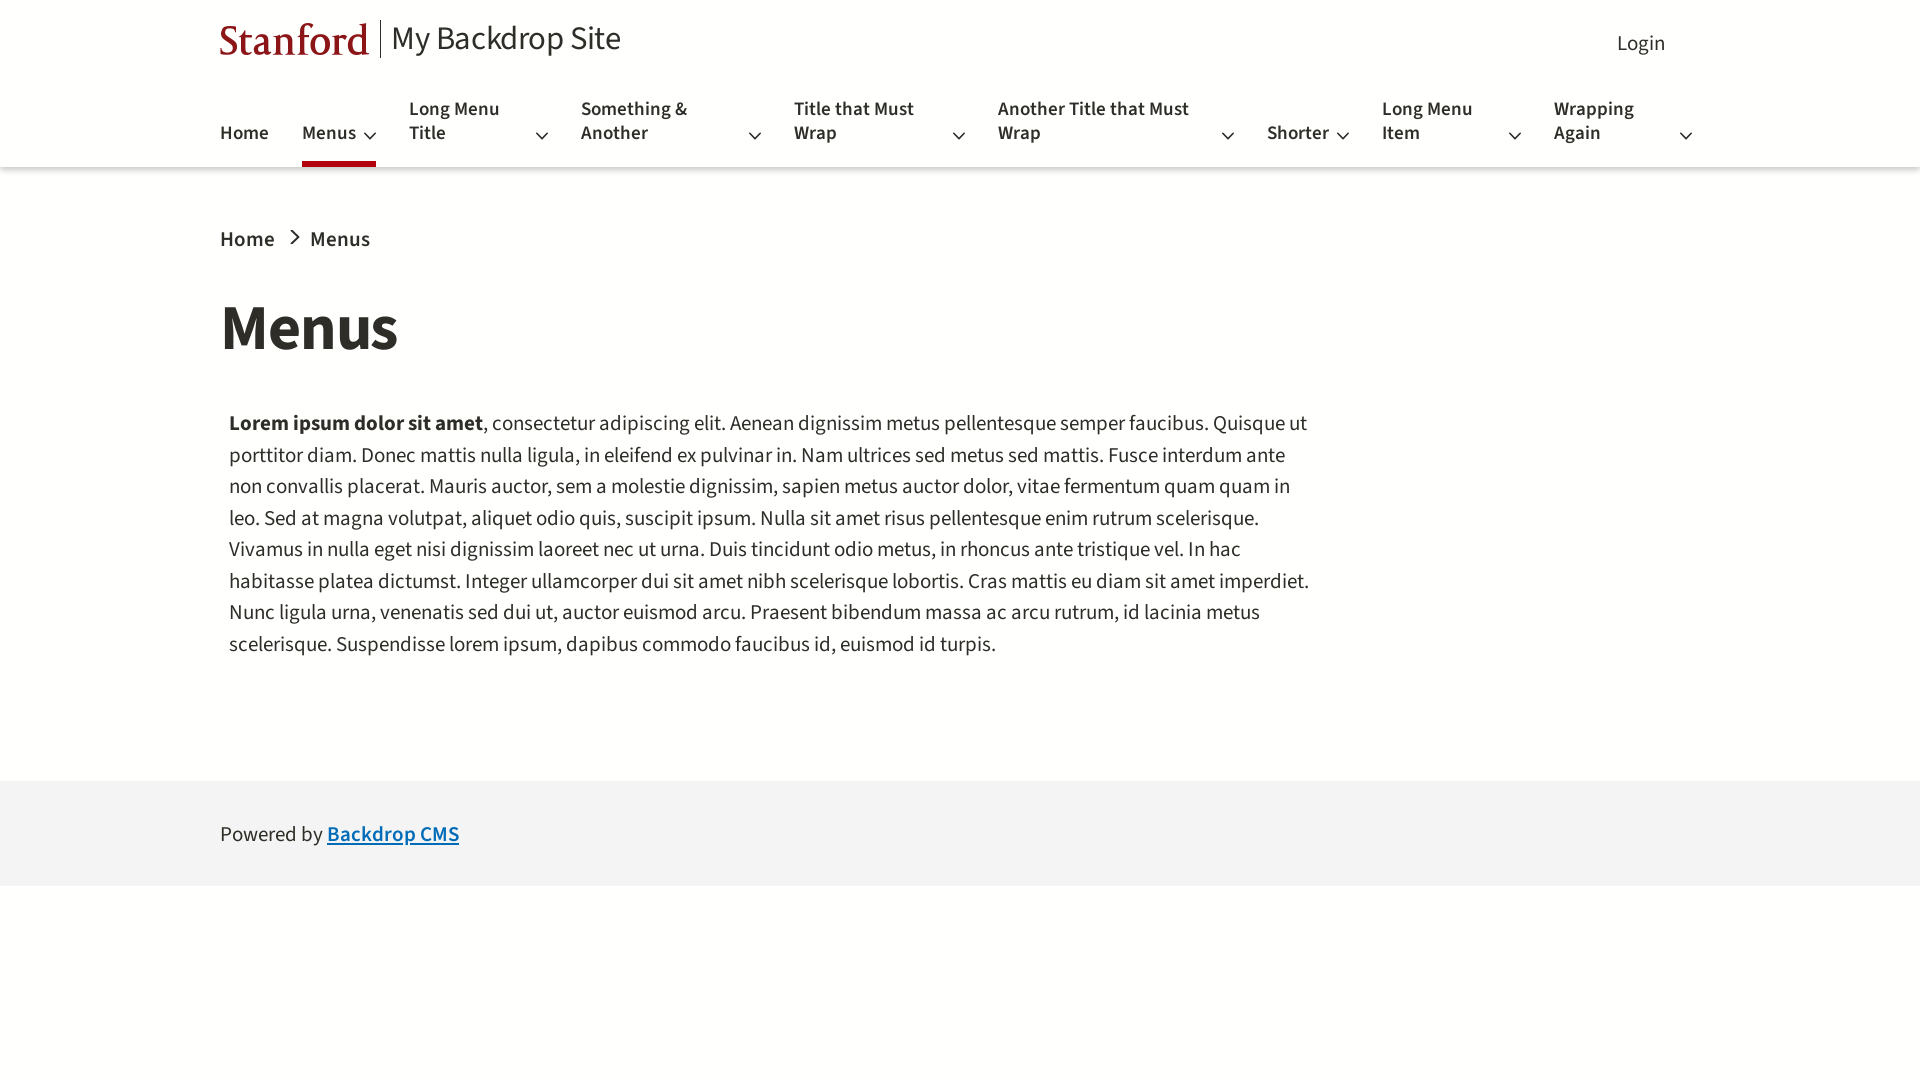 Stanford My Backdrop Site
Login
Home
Menus
Long Menu
Title
Something &
Another
Title that Must
Wrap
Another Title that Must
Wrap
Shorter
Long Menu
Item
Wrapping
Again
Home
Menus
Menus
Lorem ipsum dolor sit amet, consectetur adipiscing elit. Aenean dignissim metus pellentesque semper faucibus. Quisque ut
porttitor diam. Donec mattis nulla ligula, in eleifend ex pulvinar in. Nam ultrices sed metus sed mattis. Fusce interdum ante
non convallis placerat. Mauris auctor, sem a molestie dignissim, sapien metus auctor dolor, vitae fermentum quam quam in
leo. Sed at magna volutpat, aliquet odio quis, suscipit ipsum. Nulla sit amet risus pellentesque enim rutrum scelerisque.
Vivamus in nulla eget nisi dignissim laoreet nec ut urna. Duis tincidunt odio metus, in rhoncus ante tristique vel. In hac
habitasse platea dictumst. Integer ullamcorper dui sit amet nibh scelerisque lobortis. Cras mattis eu diam sit amet imperdiet.
Nunc ligula urna, venenatis sed dui ut, auctor euismod arcu. Praesent bibendum massa ac arcu rutrum, id lacinia metus
scelerisque. Suspendisse lorem ipsum, dapibus commodo faucibus id, euismod id turpis.
Powered by Backdrop CMS